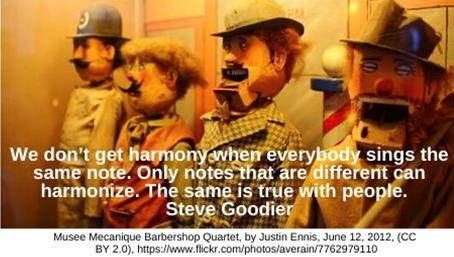 We don’t get harmony when everybody sings the
same note. Only notes that are different can
harmonize. The same is true with people.
Steve Goodier
Musee Mecanique Barbershop Quartet, by Justin Ennis, June 12, 2012, (CC
BY 2.0), https://www.flickr.com/photos/averain/7762979110